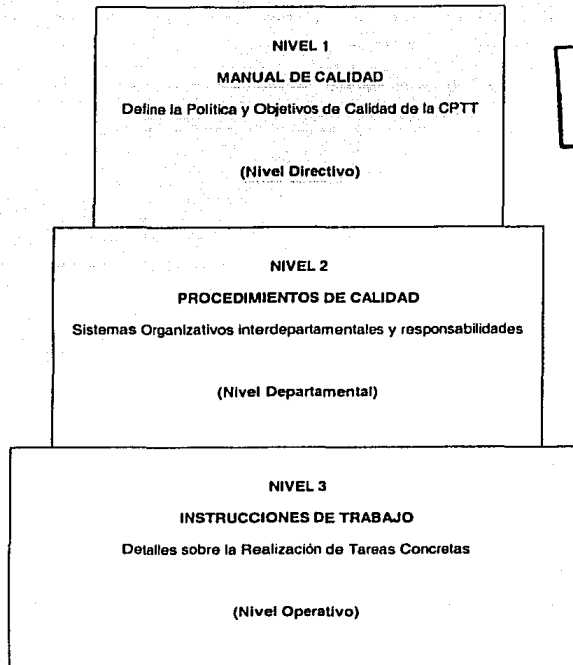 NIVEL 1
MANUAL DE CALIDAD
Define la Política y Objetivos de Calidad de la CPTT
(Nivel Directivo)
NIVEL 2
PROCEDIMIENTOS DE CALIDAD
Sistemas Organizativos interdepartamentales y responsabilidades
(Nivel Departamental)
NIVEL 3
INSTRUCCIONES DE TRABAJO
Detalles sobre la Realización de Tareas Concretas
(Nivel Operativo)